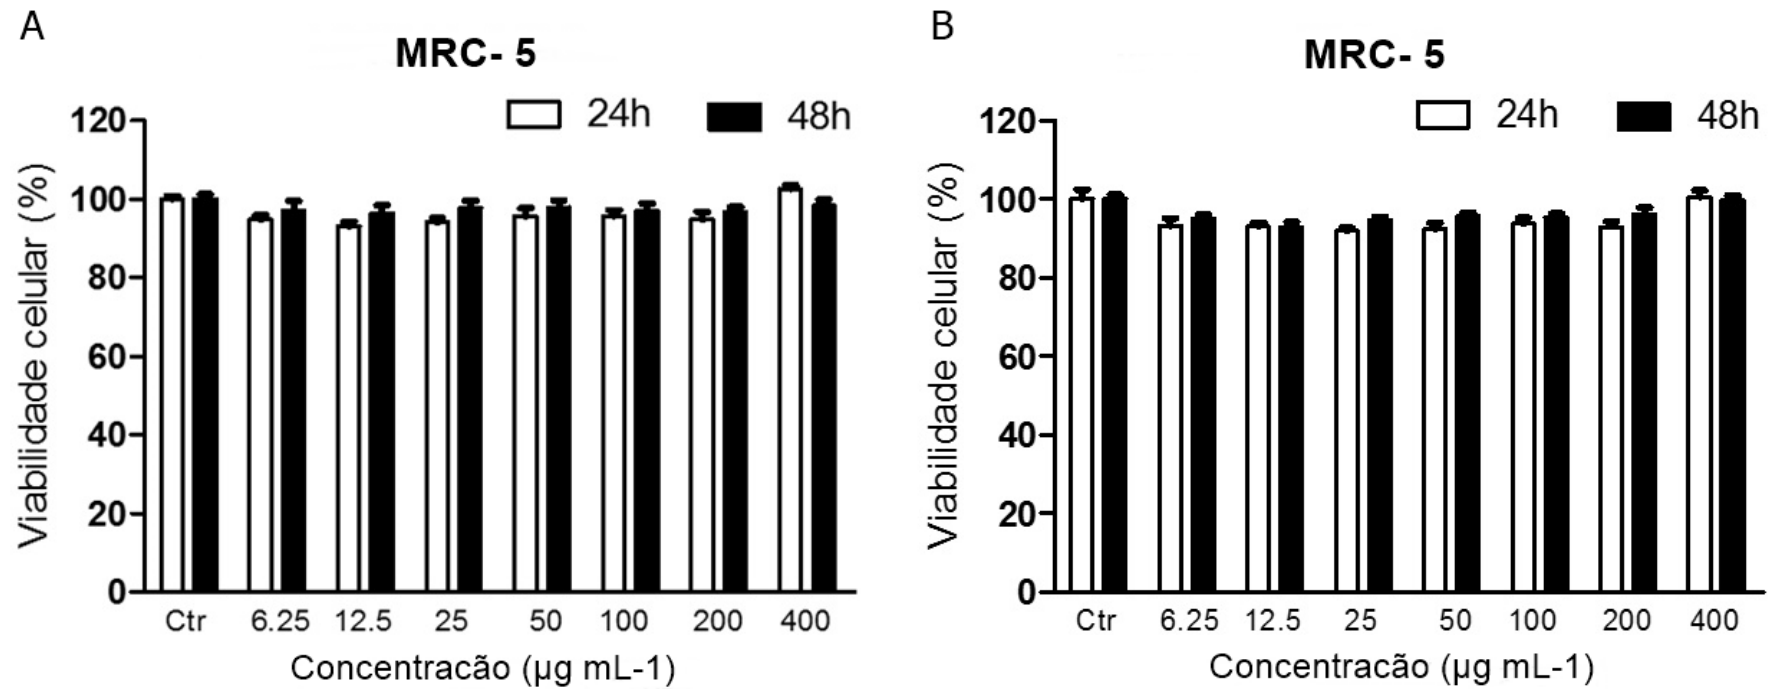 A
MRC- 5
24h 48h
Viabilidade celular (%)
120
100
80
60
40
20
0
Ctr 6.25 12.5 25 50 100 200 400
Concentracão (µg mL-1)
B
MRC- 5
24h 48h
Viabilidade celular (%)
120
100
80
60
40
20
0
Ctr 6.25 12.5 25 50 100 200 400
Concentracão (µg mL-1)